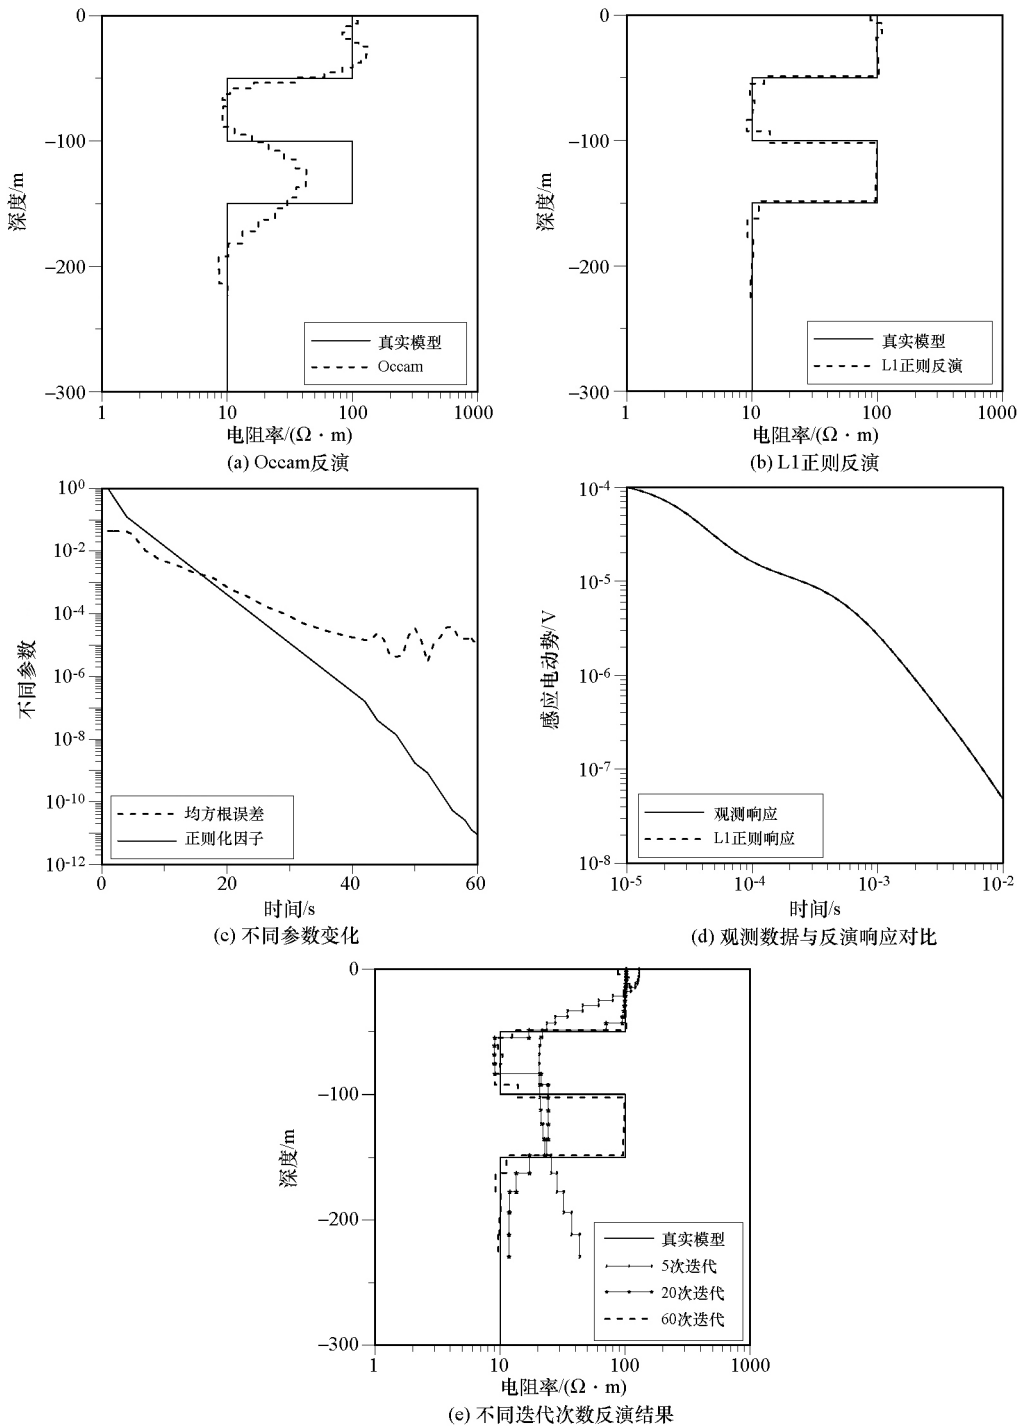 0
−100
−200
−300
深度/m
真实模型
Occam
1
10
100
1000
电阻率/(Ω · m)
(a) Occam反演
0
−100
−200
−300
深度/m
真实模型
L1正则反演
1
10
100
1000
电阻率/(Ω · m)
(b) L1正则反演
10⁰
10⁻²
10⁻⁴
10⁻⁶
10⁻⁸
10⁻¹⁰
10⁻¹²
不同参数
均方根误差
正则化因子
0
20
40
60
时间/s
(c) 不同参数变化
10⁻⁴
10⁻⁵
10⁻⁶
10⁻⁷
10⁻⁸
感应电动势/V
观测响应
L1正则响应
10⁻⁵
10⁻⁴
10⁻³
10⁻²
时间/s
(d) 观测数据与反演响应对比
0
−100
−200
−300
深度/m
真实模型
5次迭代
20次迭代
60次迭代
1
10
100
1000
电阻率/(Ω · m)
(e) 不同迭代次数反演结果